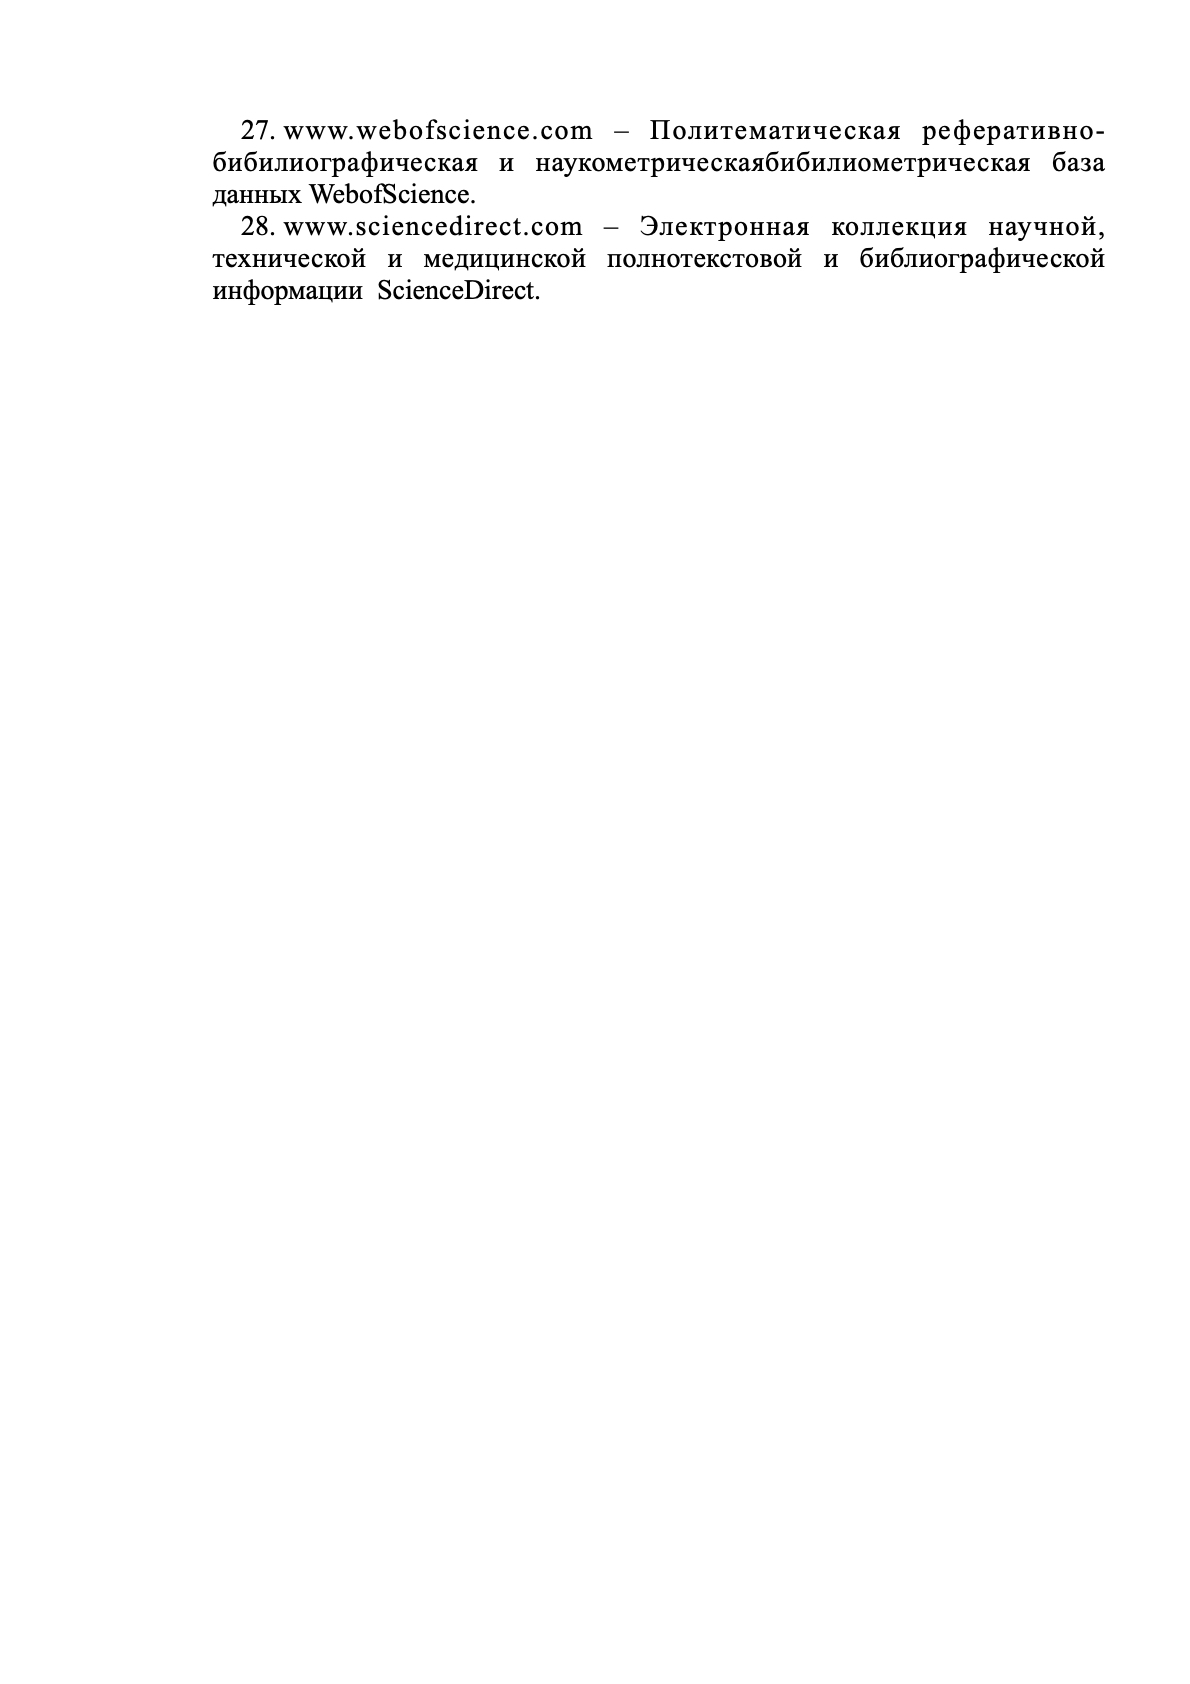 27. www.webofscience.com – Политематическая реферативно-
бибилиографическая и наукометрическаябибилиометрическая база
данных WebofScience.
28. www.sciencedirect.com – Электронная коллекция научной,
технической и медицинской полнотекстовой и библиографической
информации ScienceDirect.